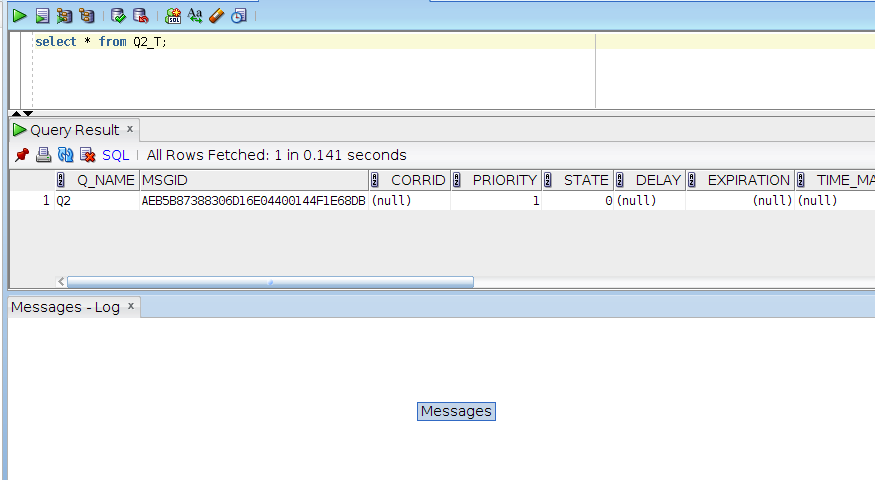 select * from Q2_T;
Query Result x
SQL All Rows Fetched: 1 in 0.141 seconds
Q_NAME MSGID CORRID PRIORITY STATE DELAY EXPIRATION TIME_MA
1 Q2 AEB5B87388306D16E04400144F1E68DB (null) 1 0 (null) (null) (null)
Messages - Log x
Messages